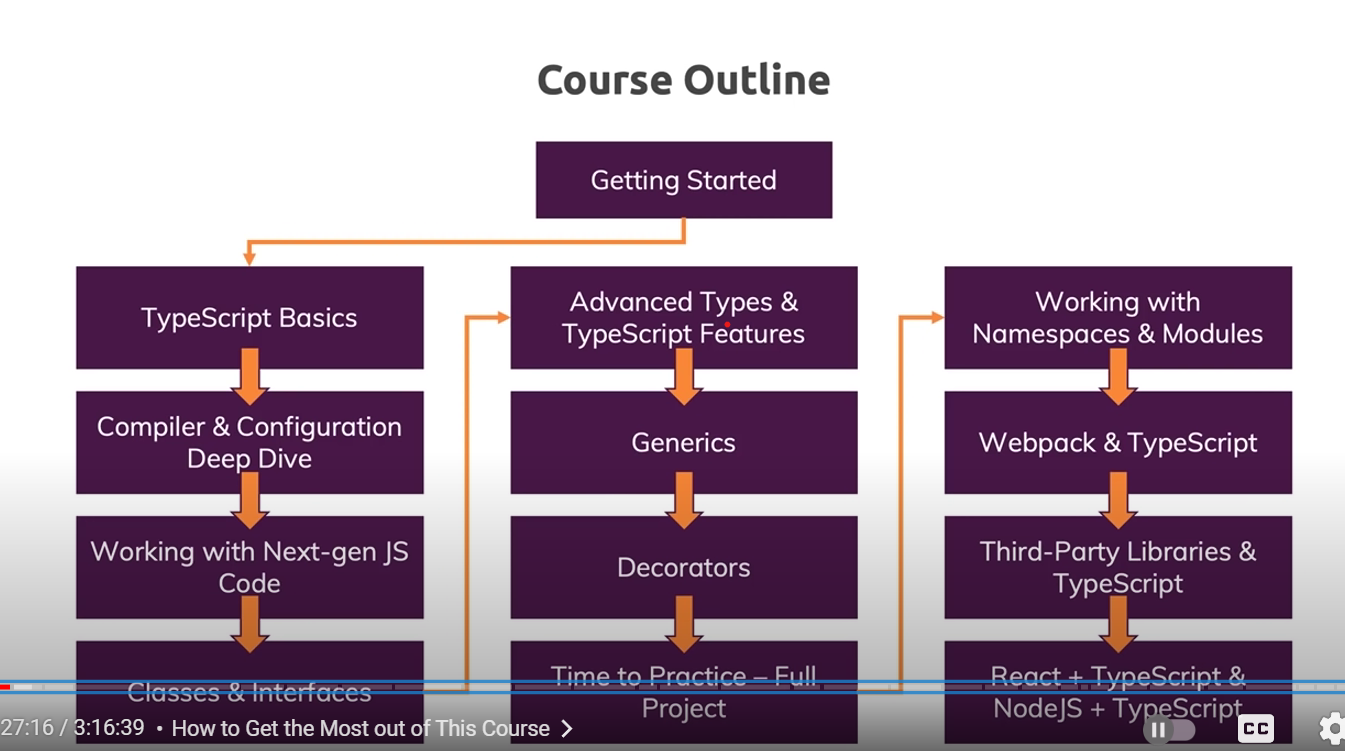 Course Outline
Getting Started
TypeScript Basics
Compiler & Configuration
Deep Dive
Working with Next-gen JS
Code
Classes & Interfaces
Advanced Types &
TypeScript Features
Generics
Decorators
Time to Practice – Full
Project
Working with
Namespaces & Modules
Webpack & TypeScript
Third-Party Libraries &
TypeScript
React + TypeScript &
NodeJS + TypeScript
27:16 / 3:16:39 • How to Get the Most out of This Course
CC